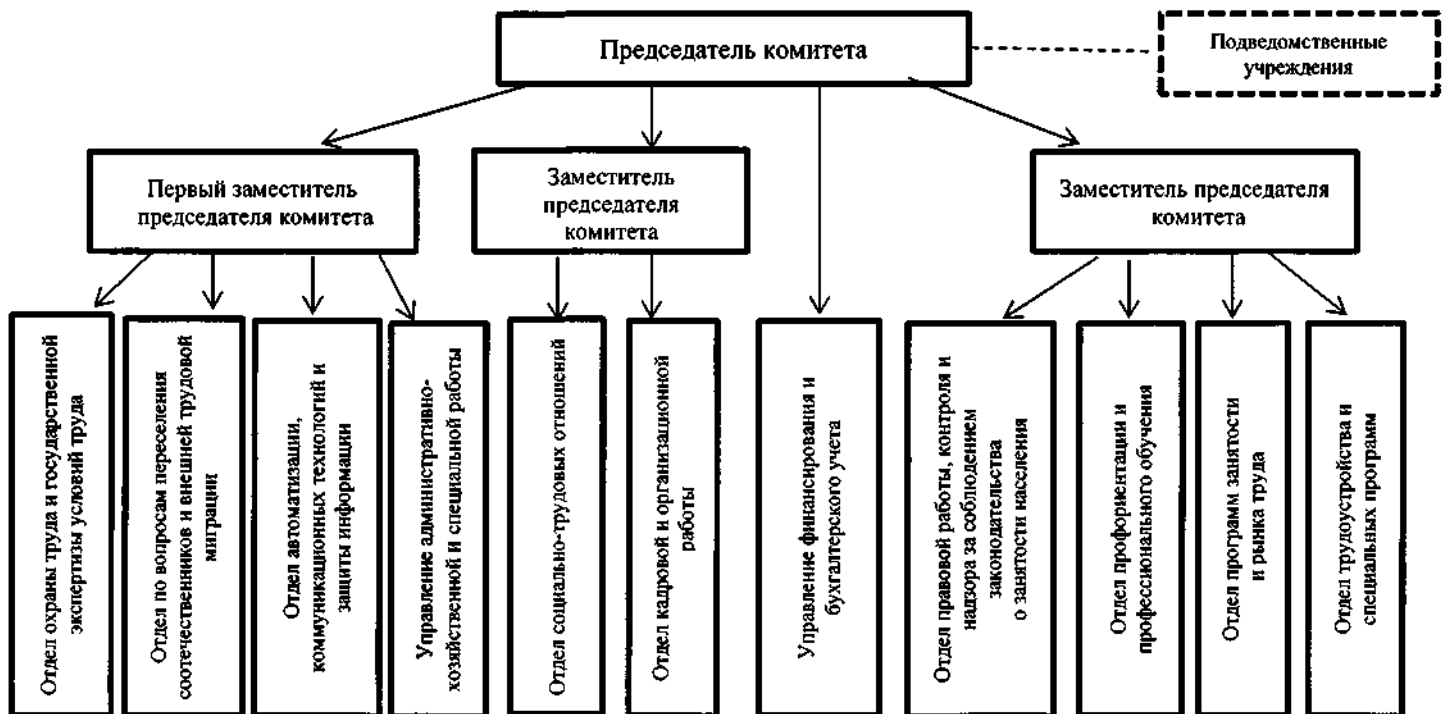 Председатель комитета
Подведомственные
учреждения
Первый заместитель
председателя комитета
Заместитель
председателя
комитета
Заместитель председателя
комитета
Отдел охраны труда и государственной
экспертизы условий труда
Отдел по вопросам переселения
соотечественников и внешней трудовой
миграции
Отдел автоматизации,
коммуникационных технологий и
защиты информации
Управление административно-
хозяйственной и специальной работы
Отдел социально-трудовых отношений
Отдел кадровой и организационной
работы
Управление финансирования и
бухгалтерского учета
Отдел правовой работы, контроля и
надзора за соблюдением
законодательства
о занятости населения
Отдел профориентации и
профессионального обучения
Отдел программ занятости
и рынка труда
Отдел трудоустройства и
специальных программ